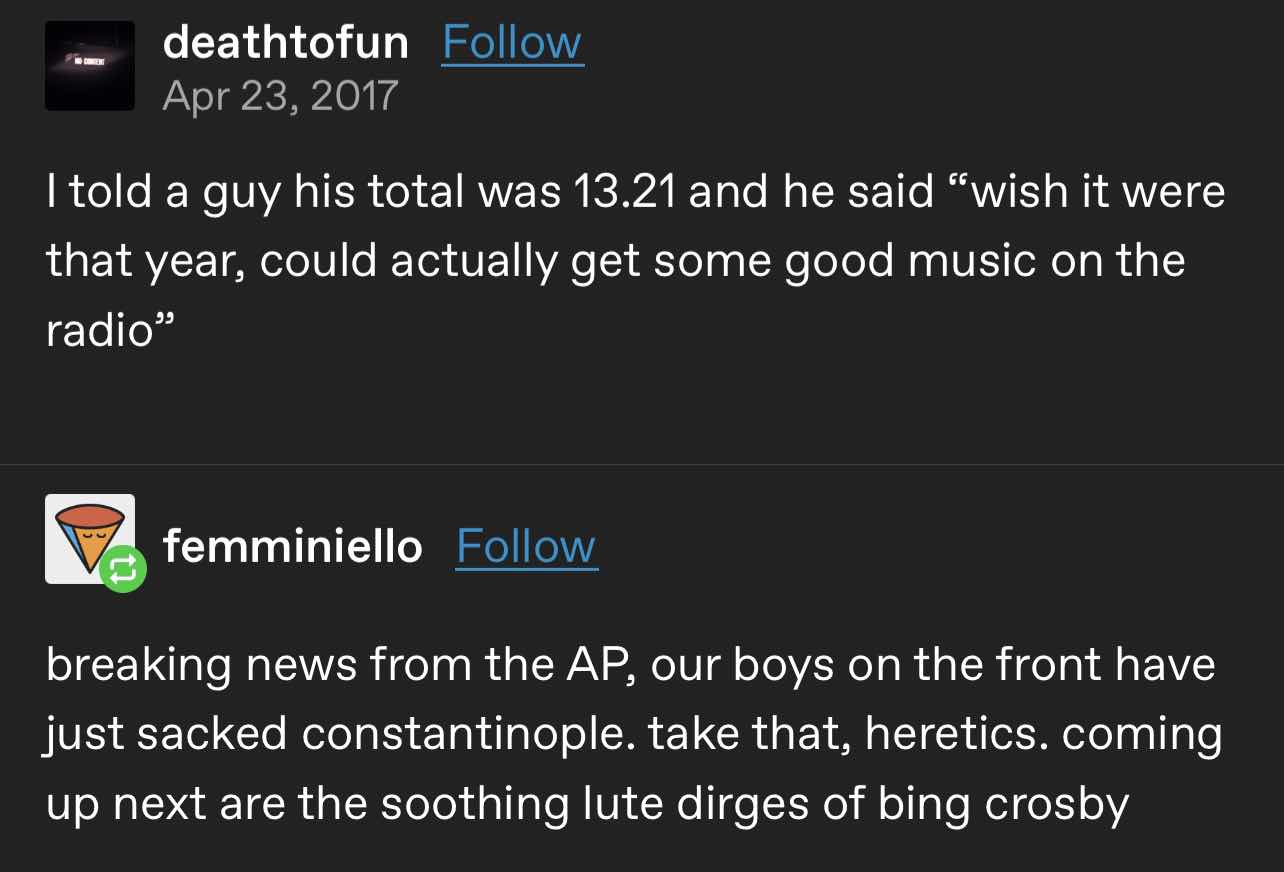 deathtofun Follow
Apr 23, 2017
NO CONTENT
I told a guy his total was 13.21 and he said “wish it were
that year, could actually get some good music on the
radio”
femminiello Follow
breaking news from the AP, our boys on the front have
just sacked constantinople. take that, heretics. coming
up next are the soothing lute dirges of bing crosby